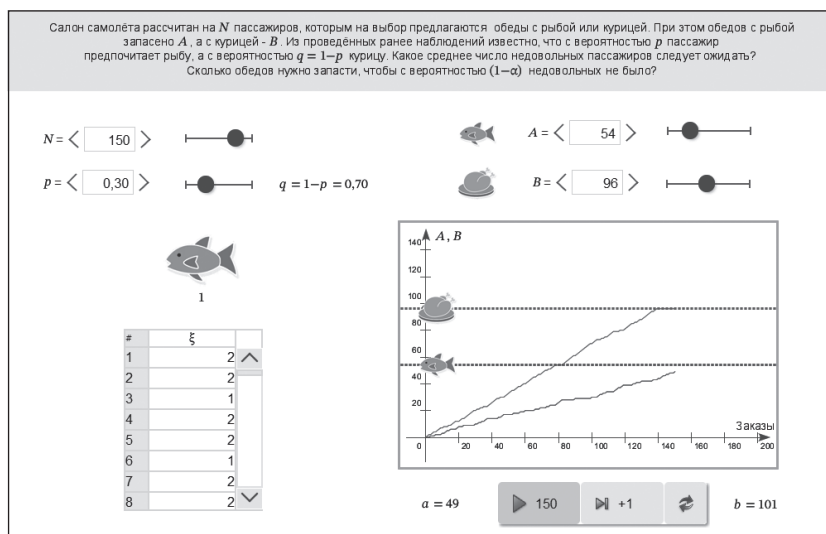 Салон самолёта рассчитан на N пассажиров, которым на выбор предлагаются обеды с рыбой или курицей. При этом обедов с рыбой
запасено A , а с курицей - B . Из проведённых ранее наблюдений известно, что с вероятностью p пассажир
предпочитает рыбу, а с вероятностью q = 1−p курицу. Какое среднее число недовольных пассажиров следует ожидать?
Сколько обедов нужно запасти, чтобы с вероятностью (1−α) недовольных не было?
N = < 150 >
A = < 54 >
p = < 0,30 >
q = 1−p = 0,70
B = < 96 >
1
# ξ
1 2
2 2
3 1
4 2
5 2
6 1
7 2
8 2
A, B
140
120
100
80
60
40
20
Заказы
0 20 40 60 80 100 120 140 160 180 200
a = 49
150
+1
b = 101